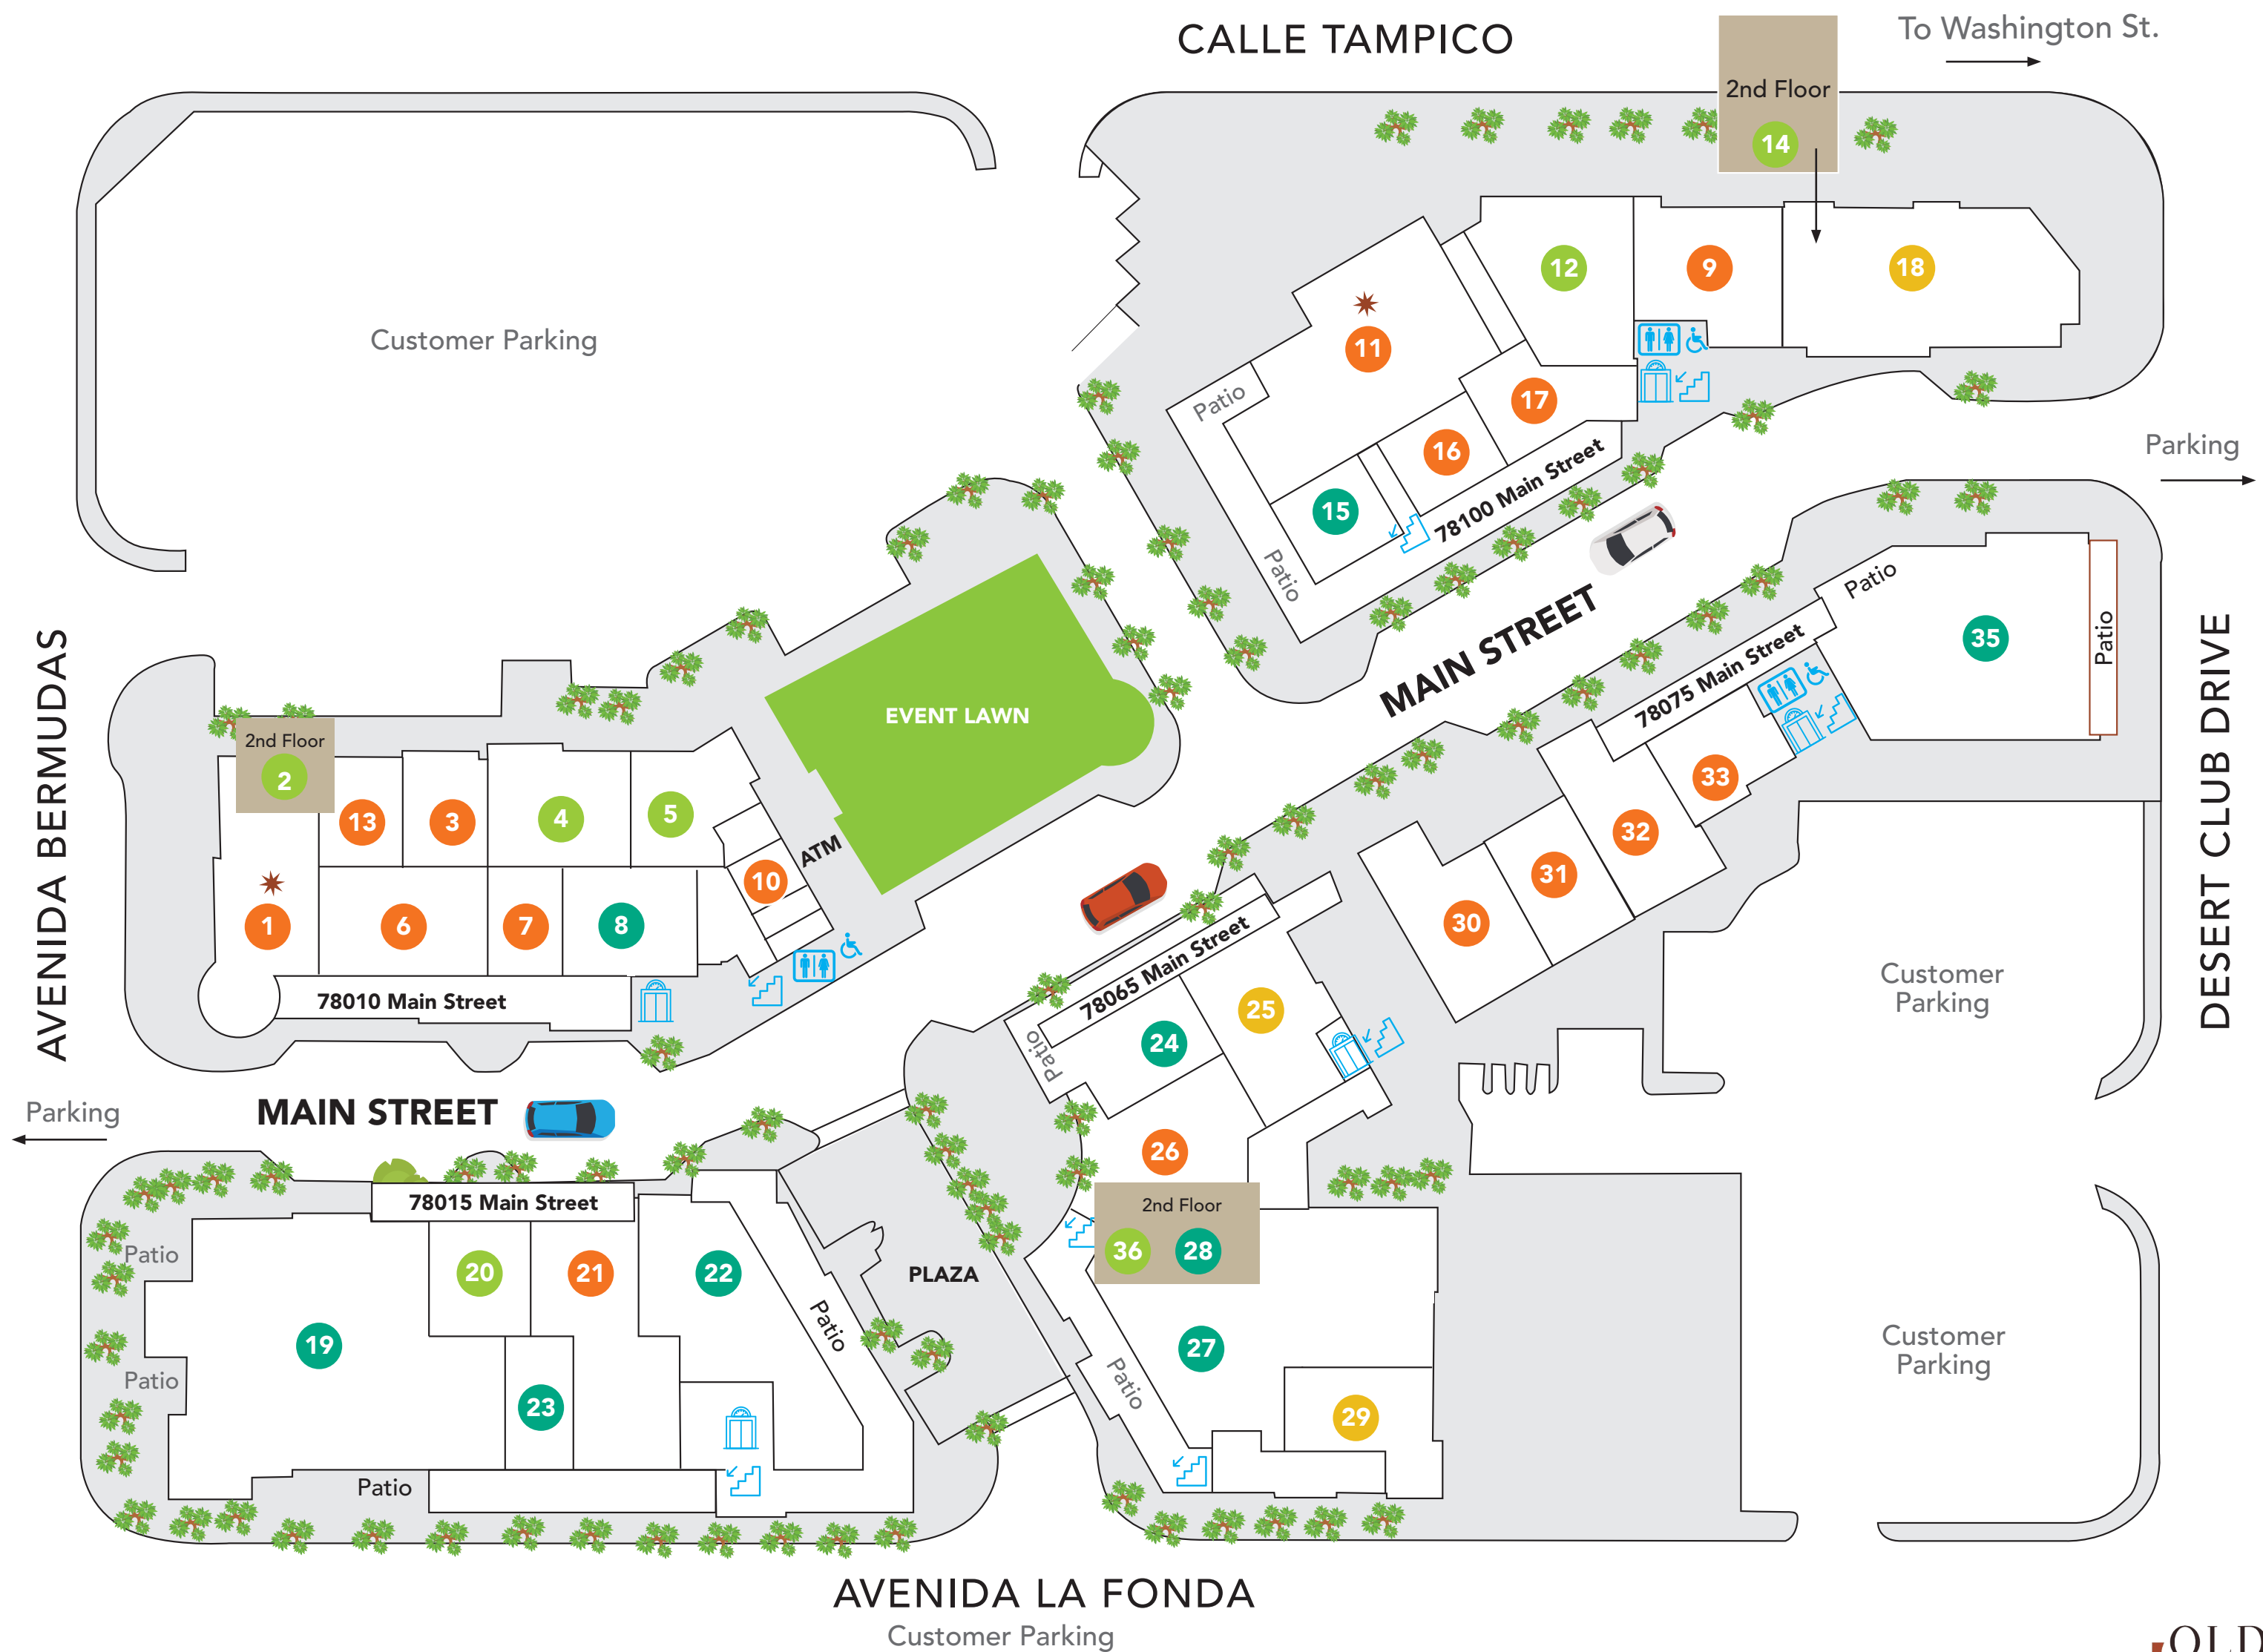 CALLE TAMPICO
To Washington St.
2nd Floor
14
12
9
18
Customer Parking
11
Patio
17
16
15
78100 Main Street
Patio
Parking
MAIN STREET
Patio
35
Patio
78075 Main Street
33
32
31
30
DESERT CLUB DRIVE
AVENIDA BERMUDAS
EVENT LAWN
2nd Floor
2
13
3
4
5
ATM
10
1
6
7
8
78010 Main Street
78065 Main Street
25
24
Patio
26
Customer
Parking
Parking
MAIN STREET
78015 Main Street
Patio
20
21
22
19
Patio
23
Patio
Patio
PLAZA
2nd Floor
36
28
27
Patio
29
Customer
Parking
AVENIDA LA FONDA
Customer Parking
OLD